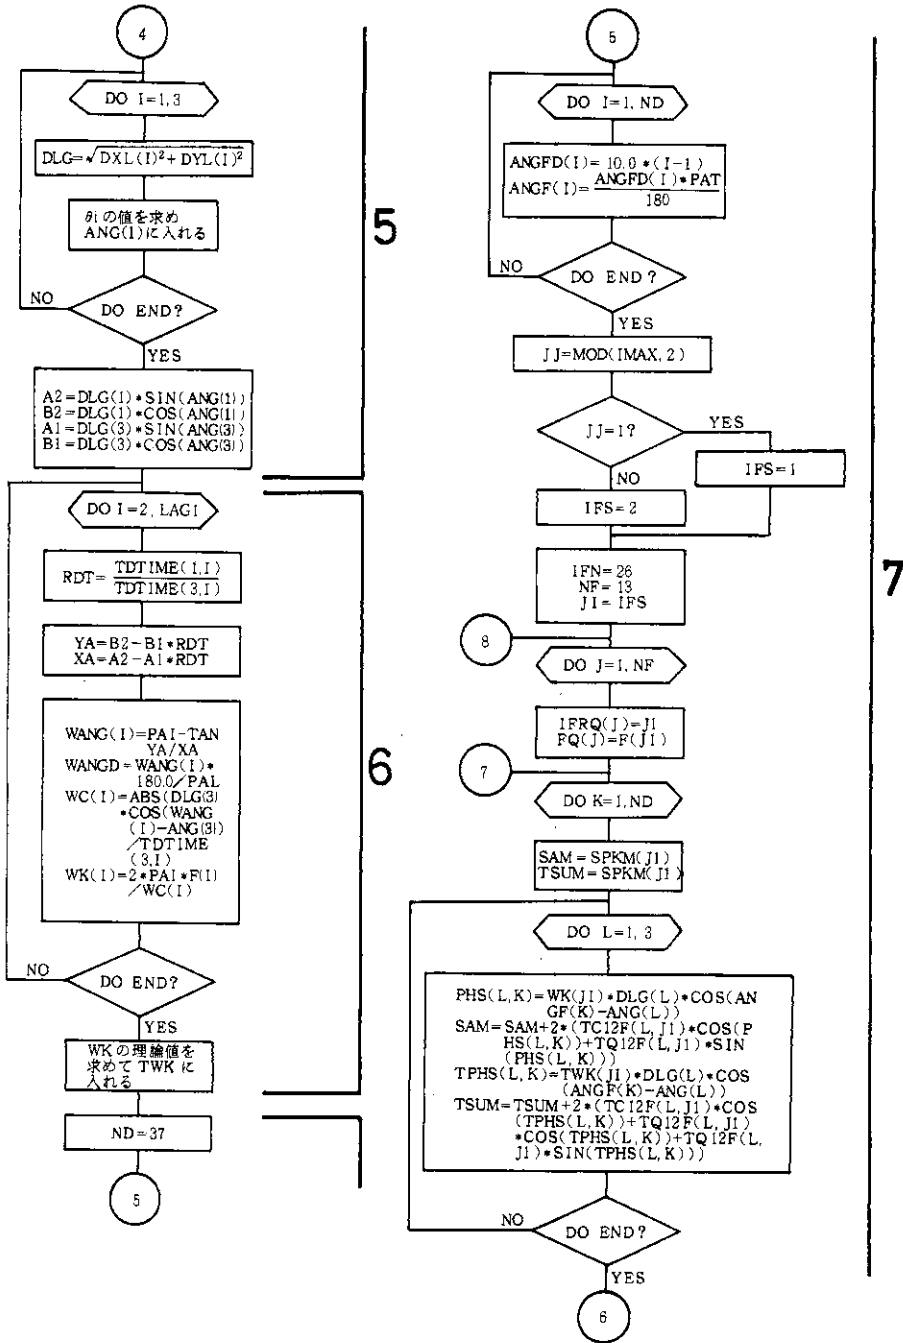 4
DO I=1,3
DLG=√DXL(I)²+DYL(I)²
θiの値を求め
ANG(1)に入れる
NO
DO END?
YES
A2=DLG(1)*SIN(ANG(1))
B2=DLG(1)*COS(ANG(1))
A1=DLG(3)*SIN(ANG(3))
B1=DLG(3)*COS(ANG(3))
5
DO I=2, LAG1
RDT= TDTIME(1,I)
TDTIME(3,I)
YA=B2-B1*RDT
XA=A2-A1*RDT
WANG(I)=PAI-TAN
YA/XA
WANGD=WANG(I)*
180.0/PAL
WC(I)=ABS(DLG(3)
*COS(WANG
(I)-ANG(3))
/TDTIME
(3,I)
WK(I)=2*PAI*F(I)
/WC(I)
NO
DO END?
YES
WKの理論値を
求めてTWKに
入れる
6
ND=37
5
5
DO I=1, ND
ANGFD(I)=10.0*(I-1)
ANGF(I)=ANGFD(I)*PAT
180
NO
DO END?
YES
JJ=MOD(IMAX, 2)
JJ=1?
YES
IFS=1
NO
IFS=2
IFN=26
NF=13
JI=IFS
8
DO J=1, NF
IFRQ(J)=J1
FQ(J)=F(J1)
7
DO K=1, ND
SAM=SPKM(J1)
TSUM=SPKM(J1)
DO L=1, 3
PHS(L,K)=WK(J1)*DLG(L)*COS(AN
GF(K)-ANG(L))
SAM=SAM+2*(TC12F(L,J1)*COS(P
HS(L,K))+TQ12F(L,J1)*SIN
(PHS(L,K)))
TPHS(L,K)=TWK(J1)*DLG(L)*COS
(ANGF(K)-ANG(L))
TSUM=TSUM+2*(TC12F(L,J1)*COS
(TPHS(L,K))+TQ12F(L,J1)
*COS(TPHS(L,K))+TQ12F(L,
J1)*SIN(TPHS(L,K)))
NO
DO END?
YES
6
7